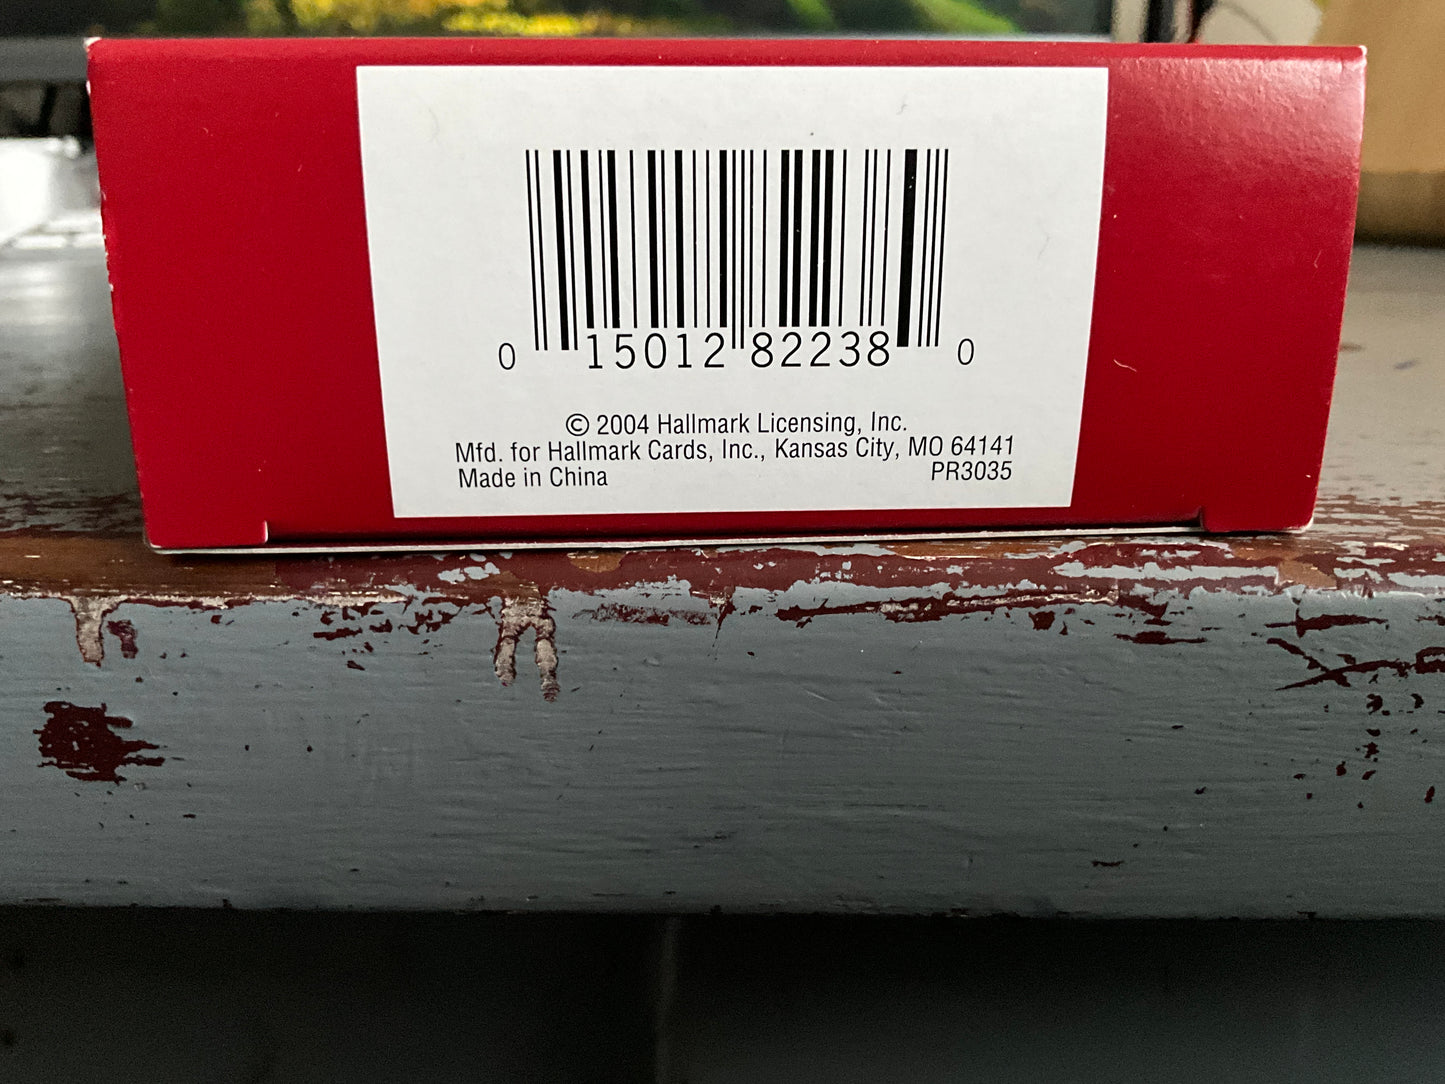 0 15012 82238 0
© 2004 Hallmark Licensing, Inc.
Mfd. for Hallmark Cards, Inc., Kansas City, MO 64141
Made in China PR3035